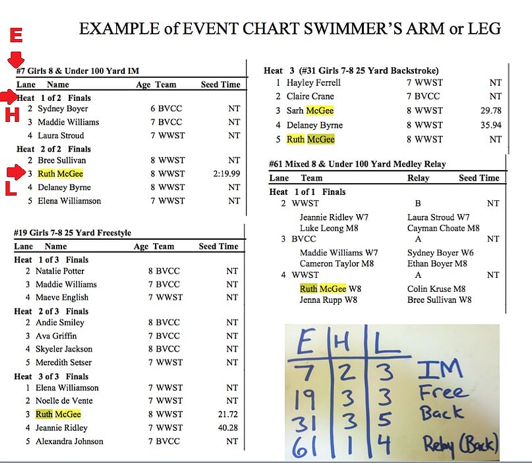 EXAMPLE of EVENT CHART SWIMMER'S ARM or LEG
E
#7 Girls 8 & Under 100 Yard IM
Lane Name Age Team Seed Time
Heat 1 of 2 Finals
H
2 Sydney Boyer 6 BVCC NT
3 Maddie Williams 7 BVCC NT
4 Laura Stroud 7 WWST NT
Heat 2 of 2 Finals
2 Bree Sullivan 8 WWST NT
3 Ruth McGee 8 WWST 2:19.99
L
4 Delaney Byrne 8 WWST NT
5 Elena Williamson 7 WWST NT
#19 Girls 7-8 25 Yard Freestyle
Lane Name Age Team Seed Time
Heat 1 of 3 Finals
2 Natalie Potter 8 BVCC NT
3 Maddie Williams 7 BVCC NT
4 Maeve English 7 WWST NT
Heat 2 of 3 Finals
2 Andie Smiley 8 BVCC NT
3 Ava Griffin 7 BVCC NT
4 Skyeler Jackson 8 BVCC NT
5 Meredith Setser 7 WWST NT
Heat 3 of 3 Finals
1 Elena Williamson 7 WWST NT
2 Noelle de Vente 7 WWST NT
3 Ruth McGee 8 WWST 21.72
4 Jeannie Ridley 7 WWST 40.28
5 Alexandra Johnson 7 BVCC NT
Heat 3 (#31 Girls 7-8 25 Yard Backstroke)
1 Hayley Ferrell 7 WWST NT
2 Claire Crane 7 BVCC NT
3 Sarh McGee 8 WWST 29.78
4 Delaney Byrne 8 WWST 35.94
5 Ruth McGee 8 WWST NT
#61 Mixed 8 & Under 100 Yard Medley Relay
Lane Team Relay Seed Time
Heat 1 of 1 Finals
2 WWST B NT
Jeannie Ridley W7 Laura Stroud W7
Luke Leong M8 Cayman Choate M8
3 BVCC A NT
Maddie Williams W7 Sydney Boyer W6
Cameron Taylor M8 Ethan Boyer M8
4 WWST A NT
Ruth McGee W8 Colin Kruse M8
Jenna Rupp W8 Bree Sullivan W8
E H L
7 2 3 IM
19 3 3 Free
31 3 5 Back
61 1 4 Relay (Back)